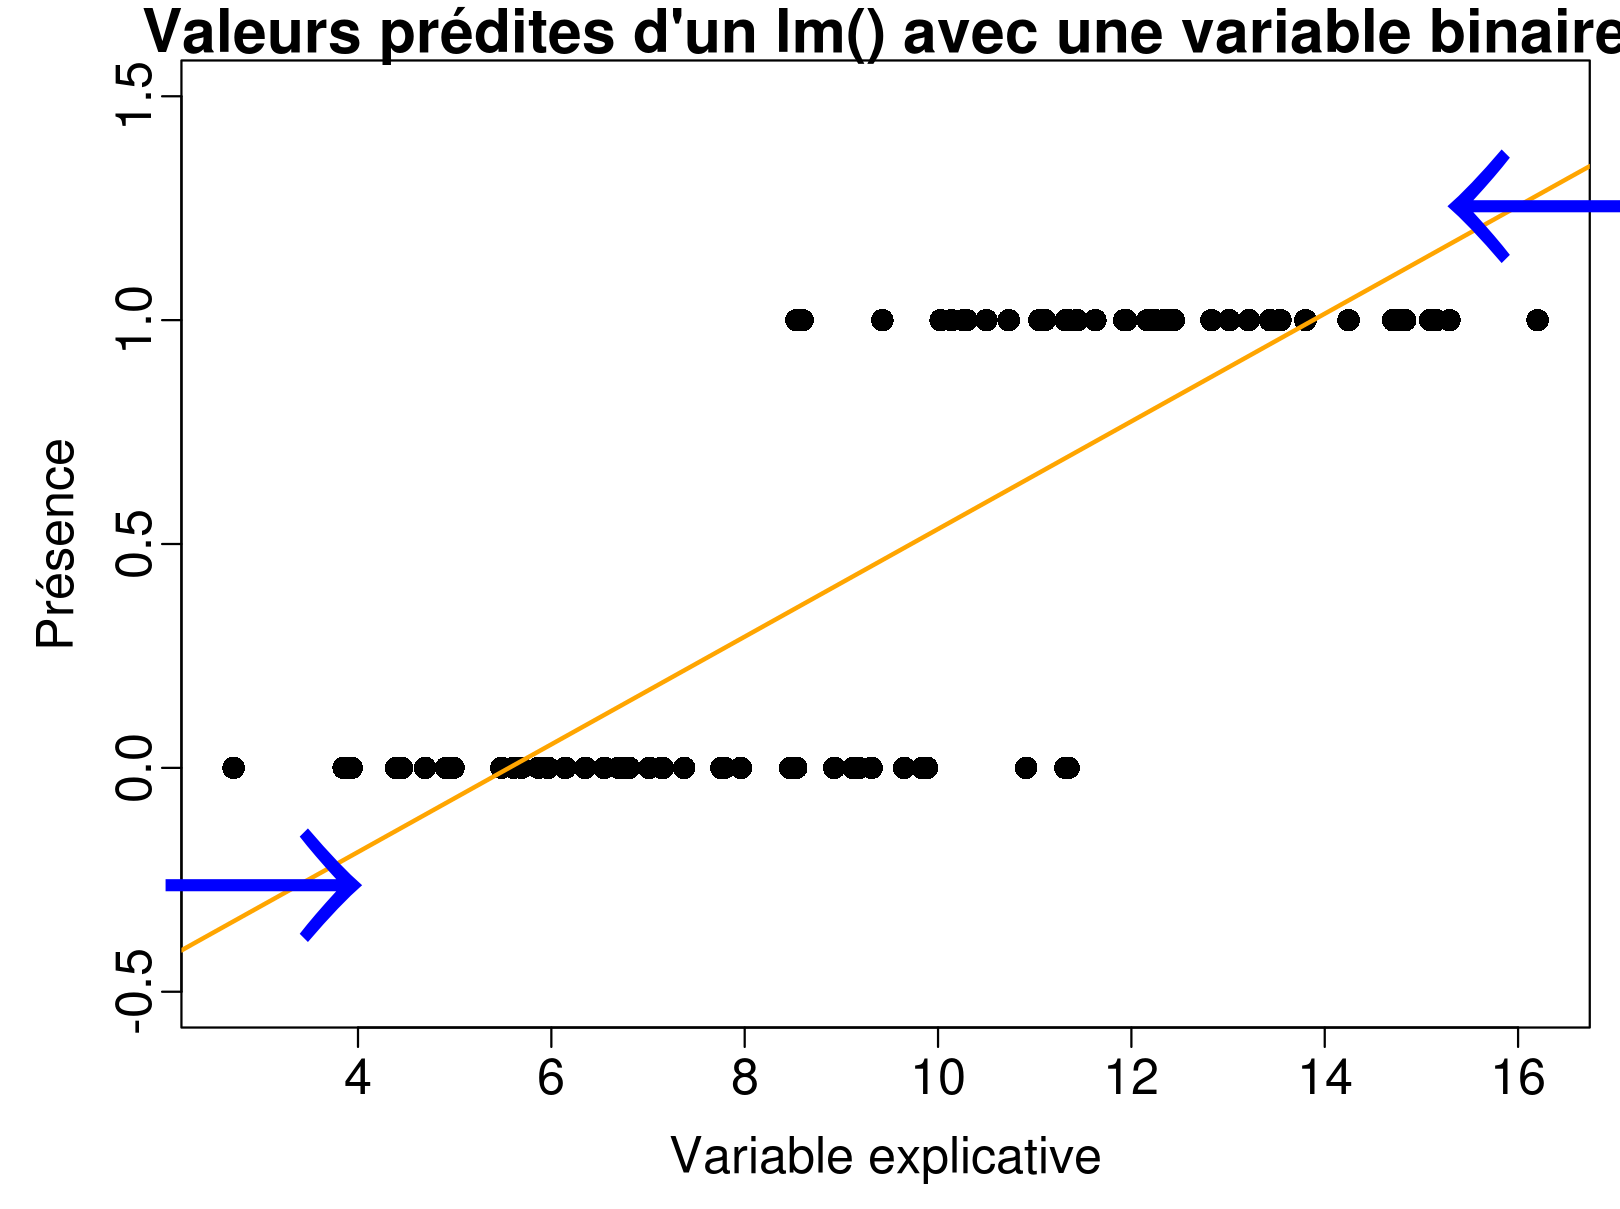 Valeurs prédites d'un lm() avec une variable binaire
1.5
1.0
0.5
0.0
-0.5
Présence
4 6 8 10 12 14 16
Variable explicative